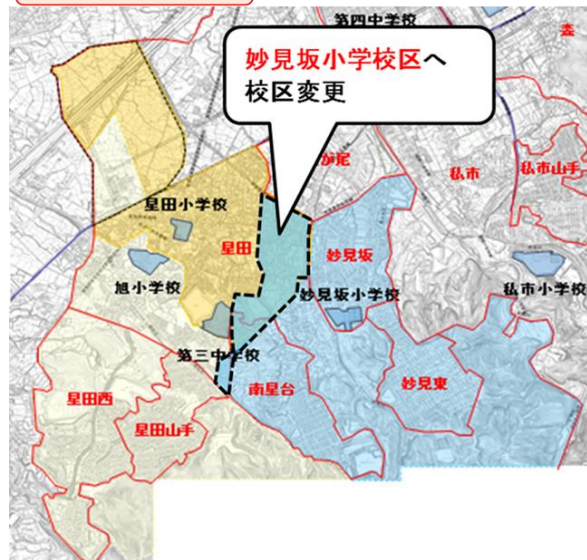 第四中学校
妙見坂小学校区へ
校区変更
私市
私市山手
星田小学校
星田
妙見坂
旭小学校
妙見坂小学校
私市小学校
第三中学校
星田西
南星台
妙見東
星田山手